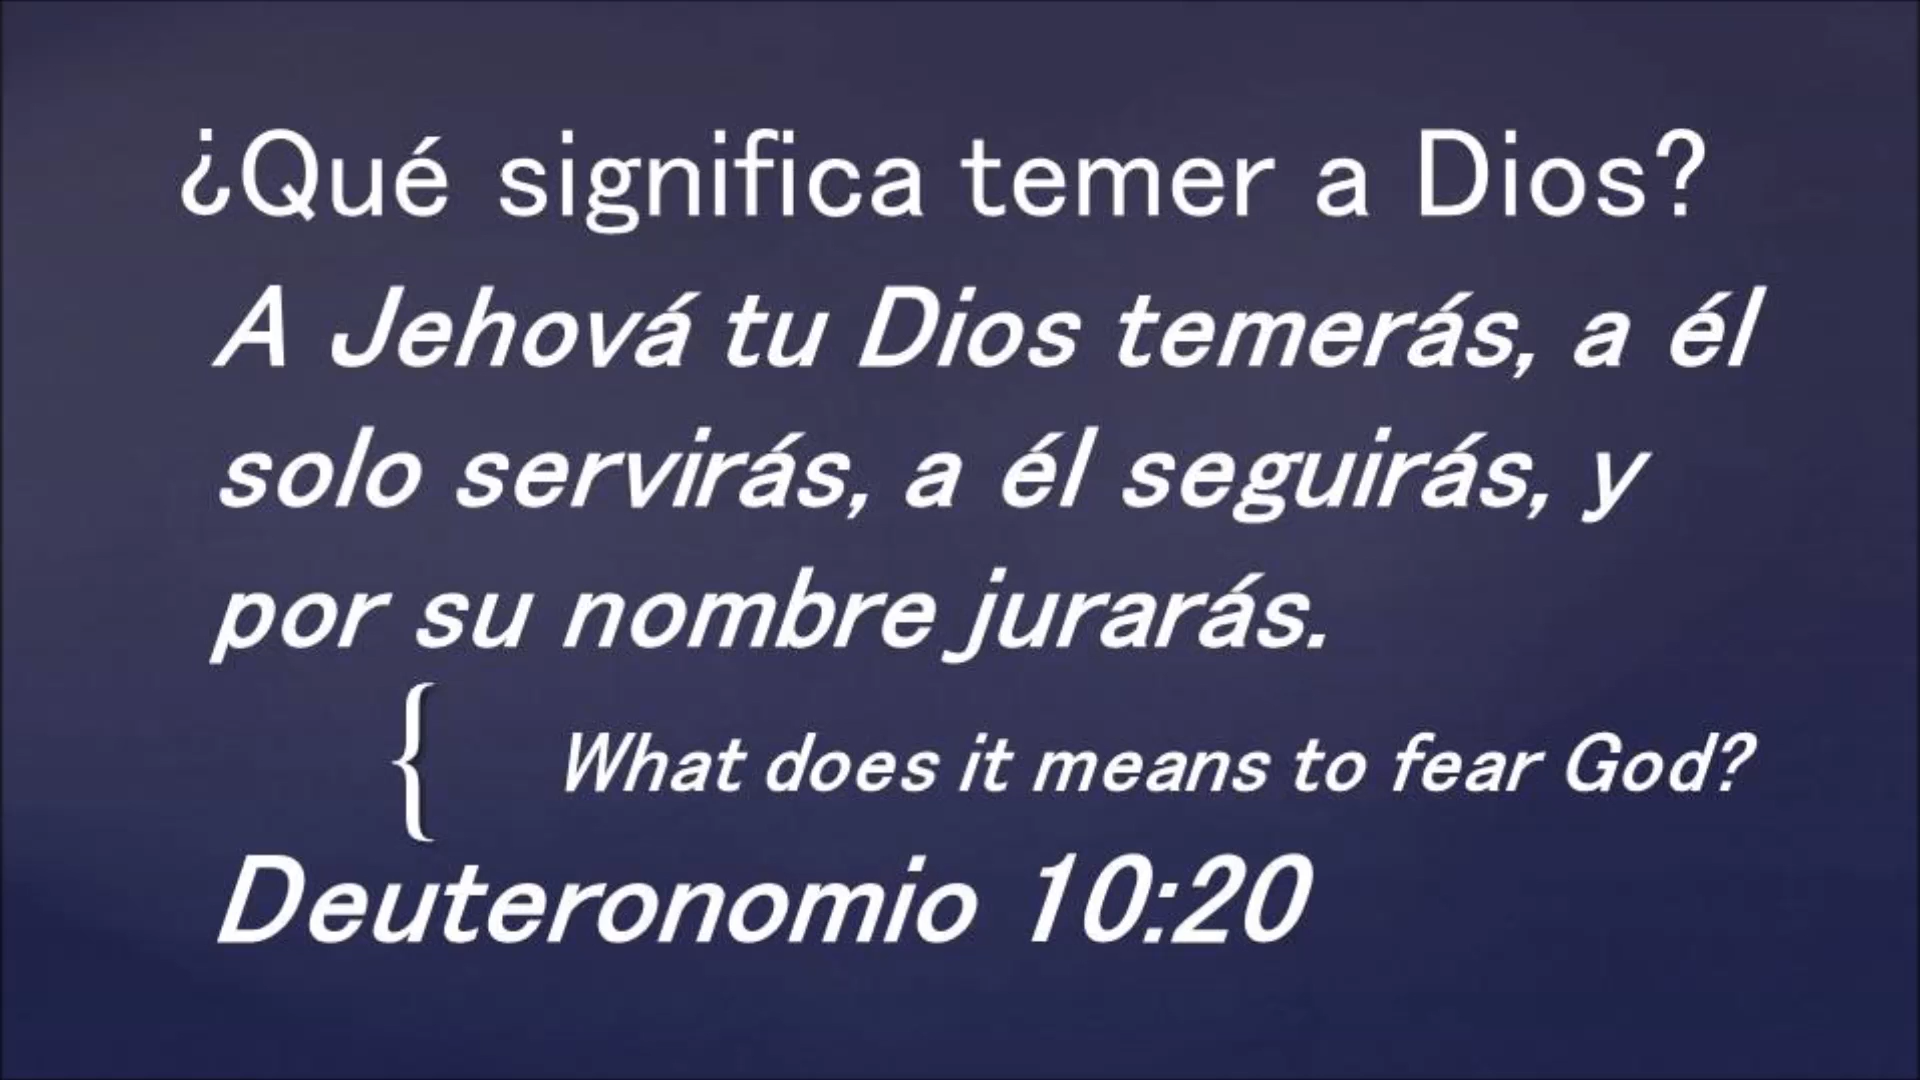 ¿Qué significa temer a Dios?
A Jehová tu Dios temerás, a él
solo servirás, a él seguirás, y
por su nombre jurarás.
{ What does it means to fear God?
Deuteronomio 10:20